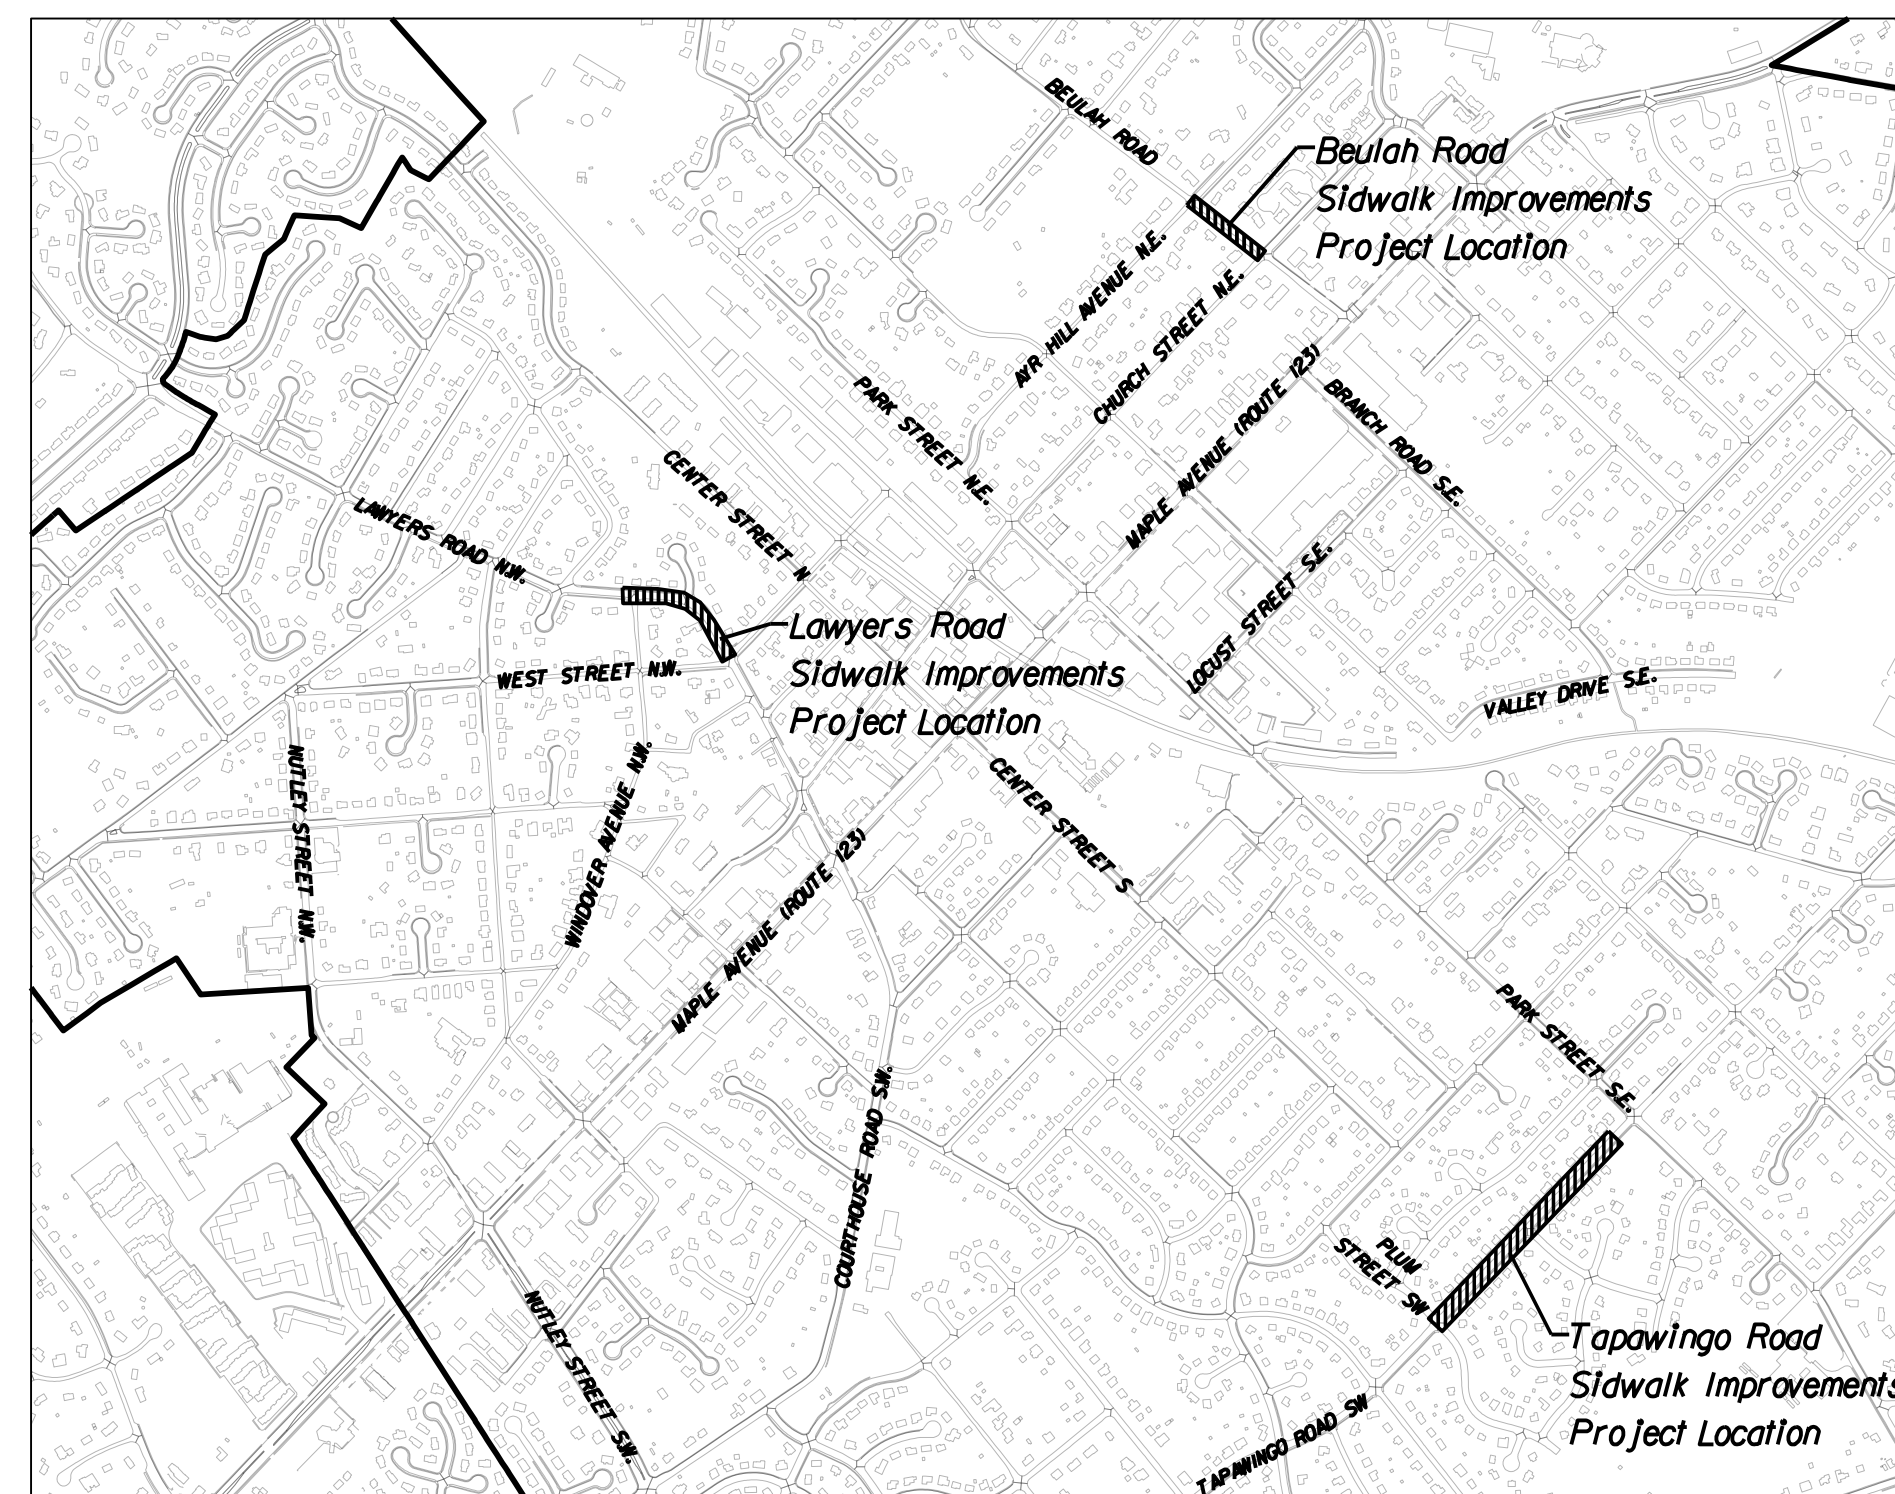 BEULAH ROAD
Beulah Road
Sidwalk Improvements
Project Location
AYR HILL AVENUE N.E.
CHURCH STREET N.E.
MAPLE AVENUE (ROUTE 123)
BRANCH ROAD S.E.
PARK STREET N.E.
CENTER STREET N
LAWYERS ROAD N.W.
LOCUST STREET S.E.
Lawyers Road
Sidwalk Improvements
Project Location
WEST STREET N.W.
VALLEY DRIVE S.E.
NUTLEY STREET N.W.
WINDOVER AVENUE N.W.
CENTER STREET S
MAPLE AVENUE (ROUTE 123)
PARK STREET S.E.
COURTHOUSE ROAD S.W.
PLUM
STREET SW
NUTLEY STREET S.W.
Tapawingo Road
Sidwalk Improvements
Project Location
TAPAWINGO ROAD SW